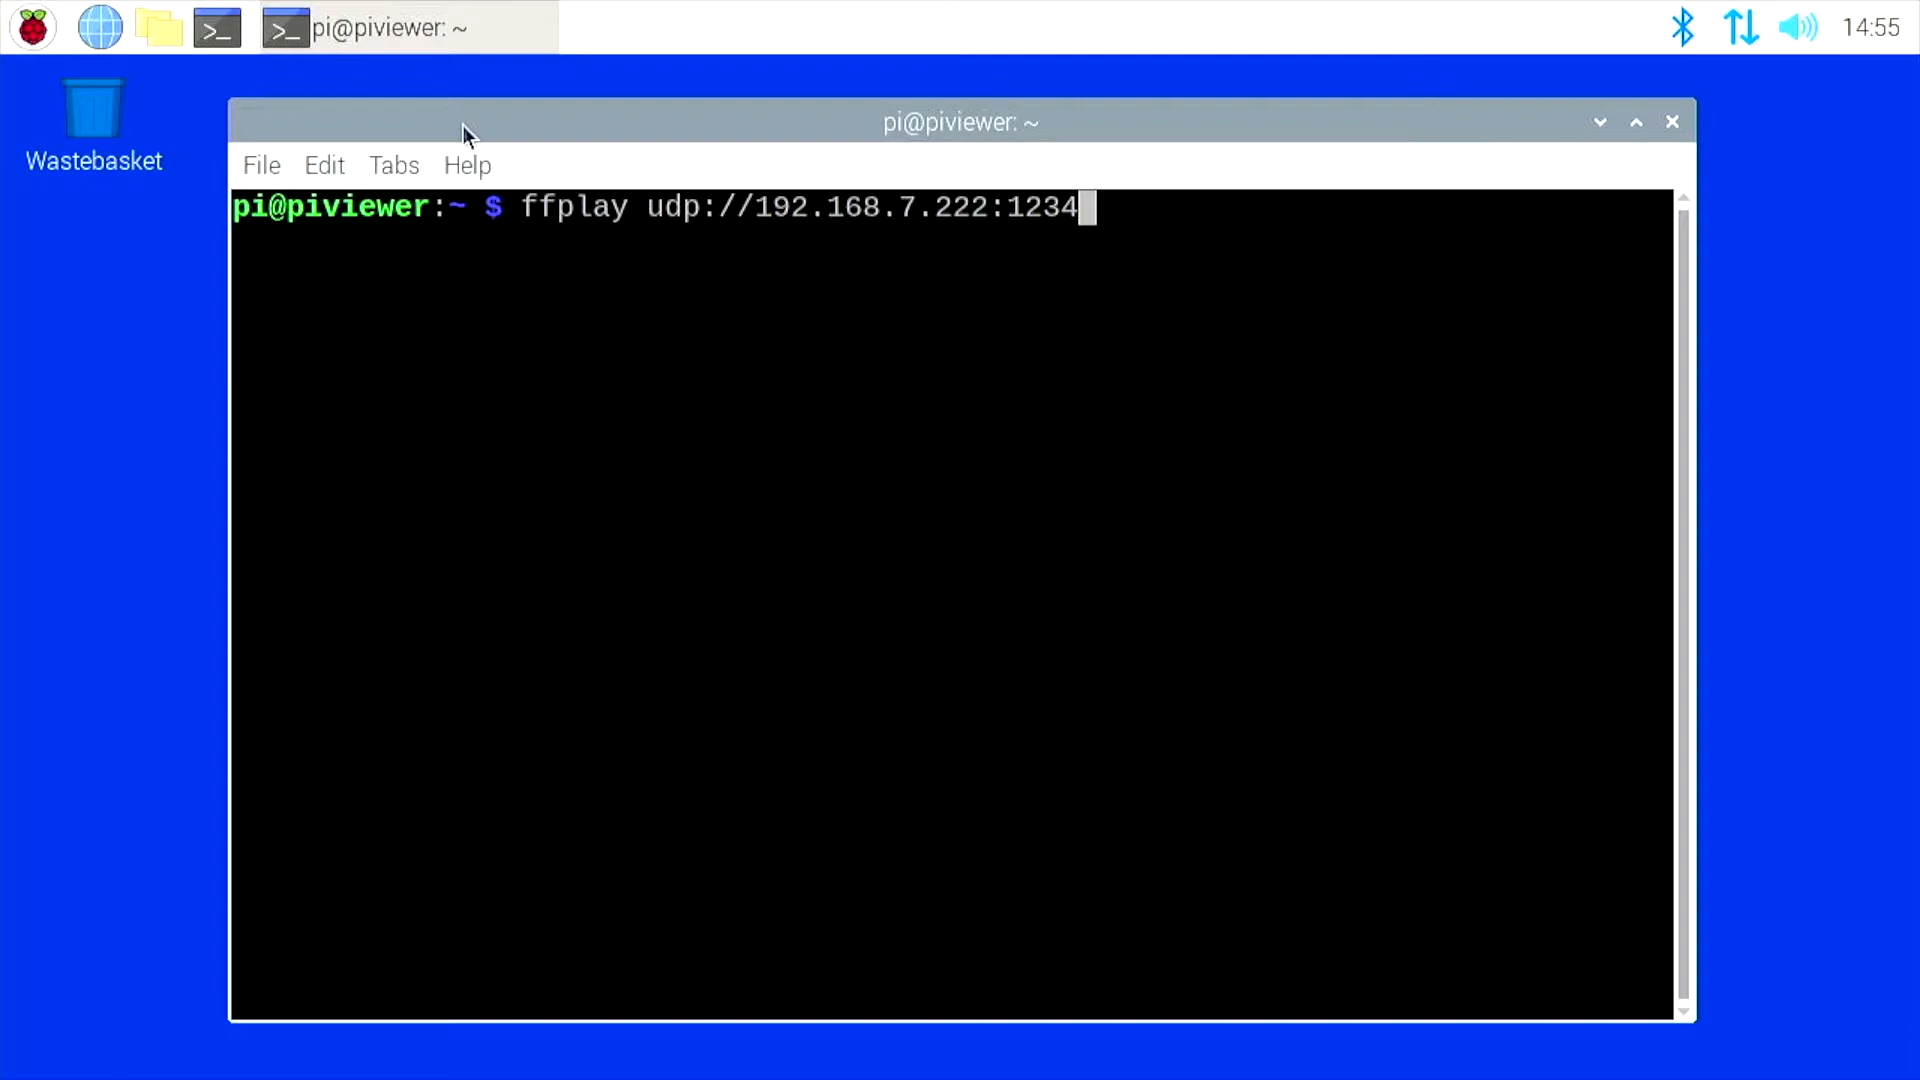 pi@piviewer: ~
14:55
Wastebasket
pi@piviewer: ~
File Edit Tabs Help
pi@piviewer:~ $ ffplay udp://192.168.7.222:1234